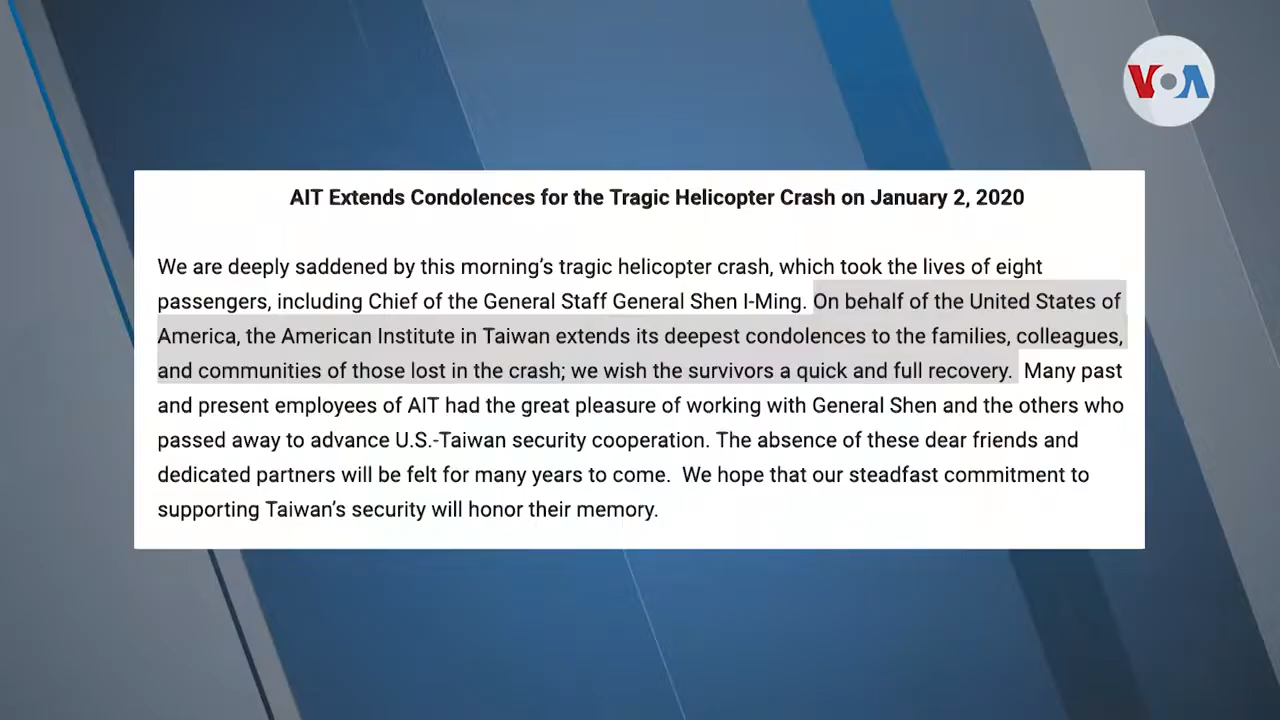 VOA
AIT Extends Condolences for the Tragic Helicopter Crash on January 2, 2020
We are deeply saddened by this morning’s tragic helicopter crash, which took the lives of eight
passengers, including Chief of the General Staff General Shen I-Ming. On behalf of the United States of
America, the American Institute in Taiwan extends its deepest condolences to the families, colleagues,
and communities of those lost in the crash; we wish the survivors a quick and full recovery. Many past
and present employees of AIT had the great pleasure of working with General Shen and the others who
passed away to advance U.S.-Taiwan security cooperation. The absence of these dear friends and
dedicated partners will be felt for many years to come. We hope that our steadfast commitment to
supporting Taiwan’s security will honor their memory.